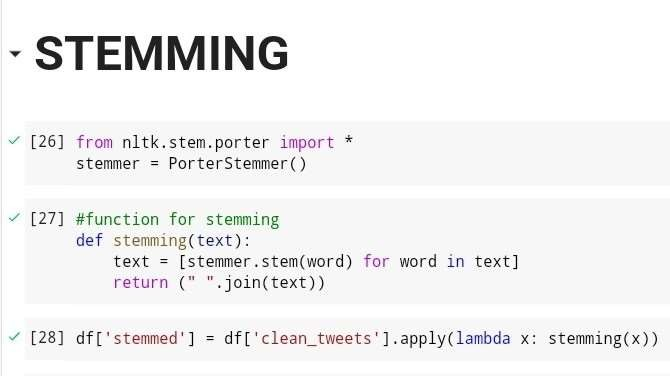 STEMMING
[26] from nltk.stem.porter import *
stemmer = PorterStemmer()
[27] #function for stemming
def stemming(text):
    text = [stemmer.stem(word) for word in text]
    return (" ".join(text))
[28] df['stemmed'] = df['clean_tweets'].apply(lambda x: stemming(x))